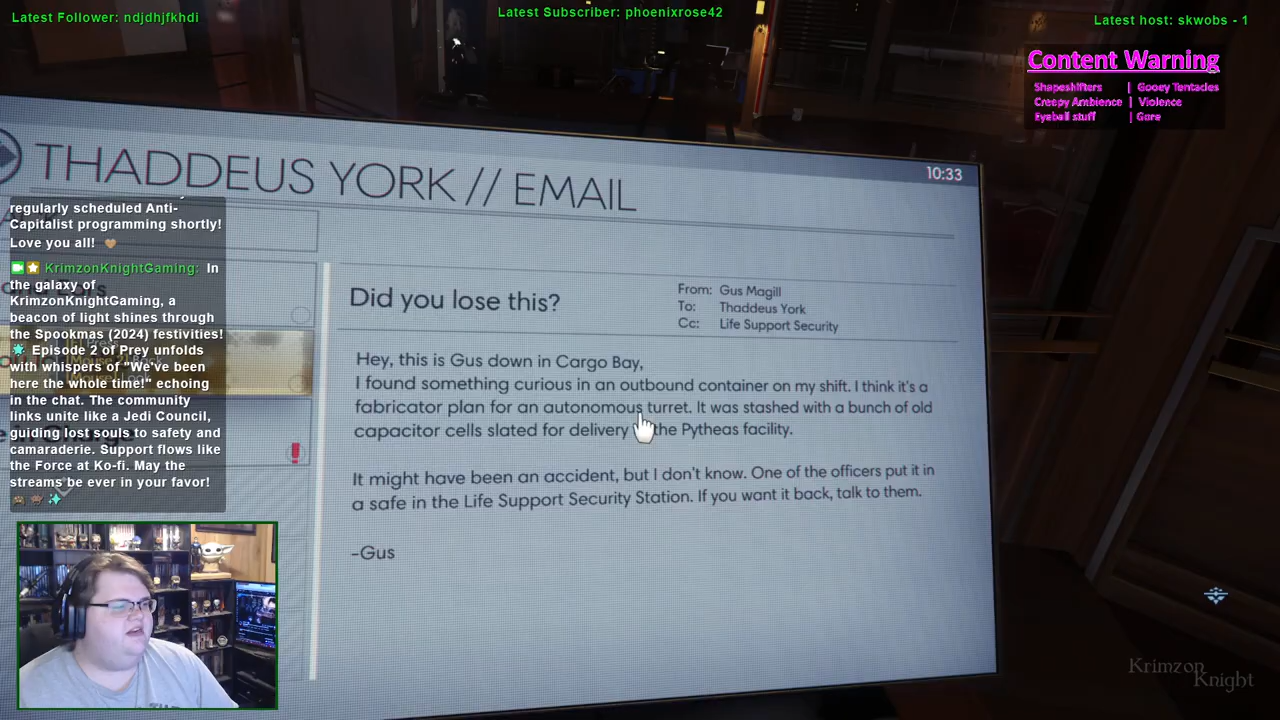 Latest Follower: ndjdhjfkhdi
Latest Subscriber: phoenixrose42
Latest host: skwobs - 1
Content Warning
Shapeshifters | Gooey Tentacles
Creepy Ambience | Violence
Eyeball stuff | Gore
THADDEUS YORK // EMAIL
10:33
regularly scheduled Anti-
Capitalist programming shortly!
Love you all!
KrimzonKnightGaming: In
the galaxy of
KrimzonKnightGaming, a
beacon of light shines through
the Spookmas (2024) festivities!
Episode 2 of Prey unfolds
with whispers of "We've been
here the whole time!" echoing
in the chat. The community
links unite like a Jedi Council,
guiding lost souls to safety and
camaraderie. Support flows like
the Force at Ko-fi. May the
streams be ever in your favor!
Did you lose this?
From: Gus Magill
To: Thaddeus York
Cc: Life Support Security
Hey, this is Gus down in Cargo Bay,
I found something curious in an outbound container on my shift. I think it's a
fabricator plan for an autonomous turret. It was stashed with a bunch of old
capacitor cells slated for delivery the Pytheas facility.
It might have been an accident, but I don't know. One of the officers put it in
a safe in the Life Support Security Station. If you want it back, talk to them.
-Gus
Krimzon
Knight